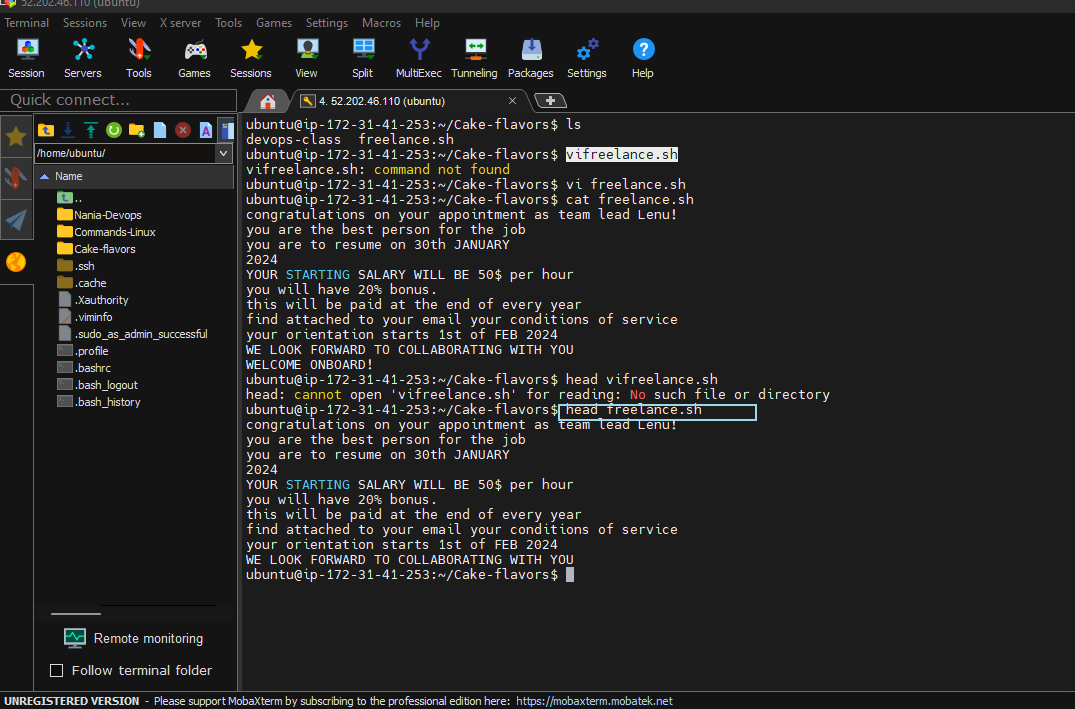 52.202.46.110 (ubuntu)
Terminal Sessions View X server Tools Games Settings Macros Help
Session Servers Tools Games Sessions View Split MultiExec Tunneling Packages Settings Help
Quick connect...
4. 52.202.46.110 (ubuntu)
/home/ubuntu/
Name
..
Nania-Devops
Commands-Linux
Cake-flavors
.ssh
.cache
.Xauthority
.viminfo
.sudo_as_admin_successful
.profile
.bashrc
.bash_logout
.bash_history
Remote monitoring
Follow terminal folder
ubuntu@ip-172-31-41-253:~/Cake-flavors$ ls
devops-class  freelance.sh
ubuntu@ip-172-31-41-253:~/Cake-flavors$ vifreelance.sh
vifreelance.sh: command not found
ubuntu@ip-172-31-41-253:~/Cake-flavors$ vi freelance.sh
ubuntu@ip-172-31-41-253:~/Cake-flavors$ cat freelance.sh
congratulations on your appointment as team lead Lenu!
you are the best person for the job
you are to resume on 30th JANUARY
2024
YOUR STARTING SALARY WILL BE 50$ per hour
you will have 20% bonus.
this will be paid at the end of every year
find attached to your email your conditions of service
your orientation starts 1st of FEB 2024
WE LOOK FORWARD TO COLLABORATING WITH YOU
WELCOME ONBOARD!
ubuntu@ip-172-31-41-253:~/Cake-flavors$ head vifreelance.sh
head: cannot open 'vifreelance.sh' for reading: No such file or directory
ubuntu@ip-172-31-41-253:~/Cake-flavors$ head freelance.sh
congratulations on your appointment as team lead Lenu!
you are the best person for the job
you are to resume on 30th JANUARY
2024
YOUR STARTING SALARY WILL BE 50$ per hour
you will have 20% bonus.
this will be paid at the end of every year
find attached to your email your conditions of service
your orientation starts 1st of FEB 2024
WE LOOK FORWARD TO COLLABORATING WITH YOU
ubuntu@ip-172-31-41-253:~/Cake-flavors$
UNREGISTERED VERSION - Please support MobaXterm by subscribing to the professional edition here: https://mobaxterm.mobatek.net